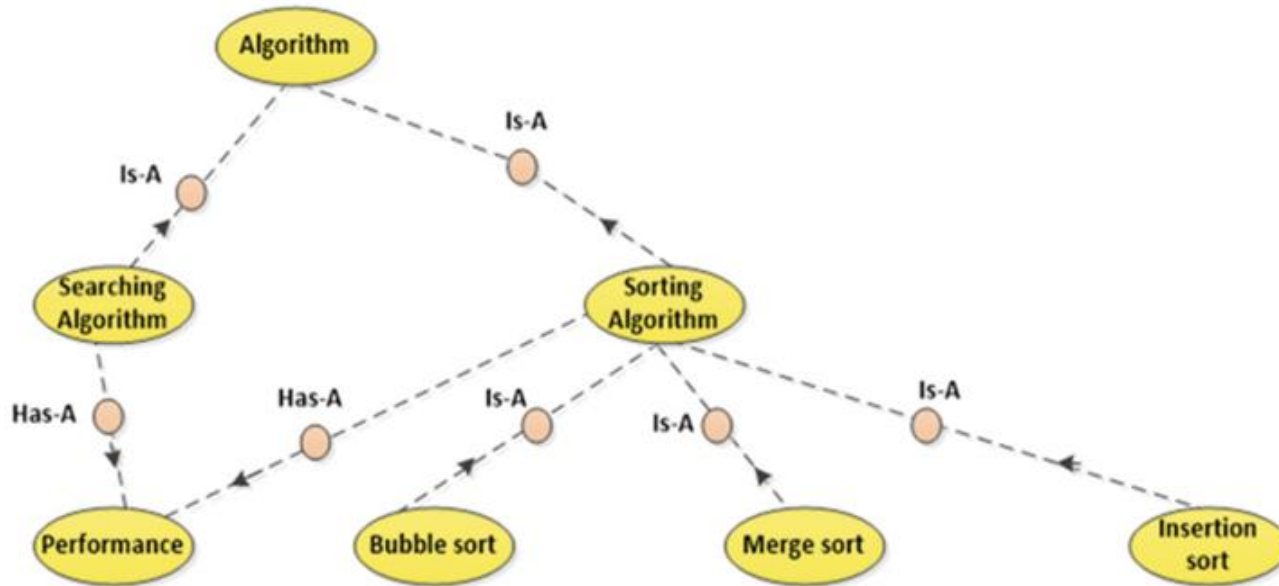 Algorithm
Is-A
Is-A
Searching
Algorithm
Sorting
Algorithm
Has-A
Has-A
Is-A
Is-A
Is-A
Performance
Bubble sort
Merge sort
Insertion
sort